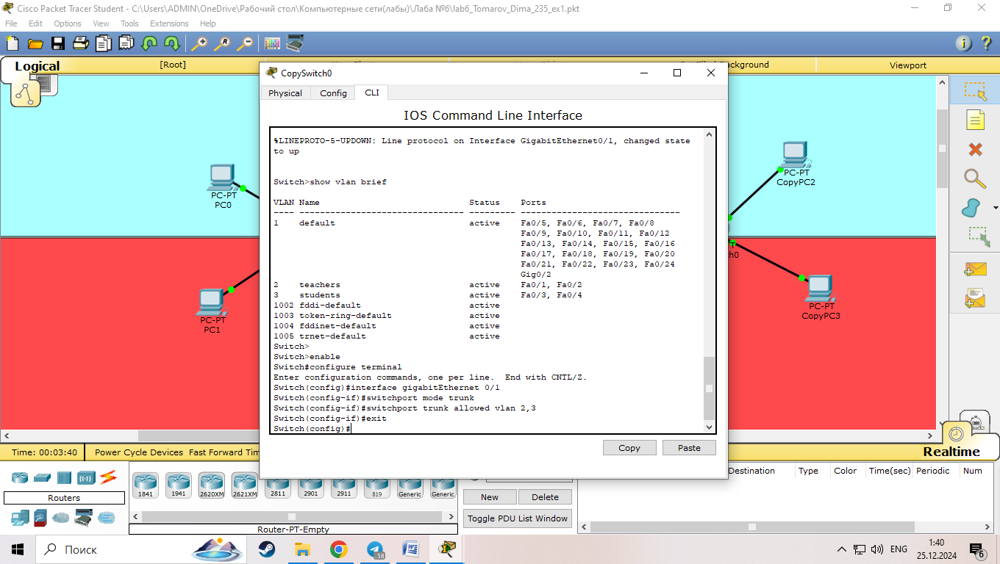 Cisco Packet Tracer Student - C:\Users\ADMIN\OneDrive\Рабочий стол\Компьютерные сети(лабы)\Лаба №6\lab6_Tomarov_Dima_235_ex1.pkt
File Edit Options View Tools Extensions Help
Logical
[Root]
ackground
Viewport
CopySwitch0
Physical Config CLI
IOS Command Line Interface
%LINEPROTO-5-UPDOWN: Line protocol on Interface GigabitEthernet0/1, changed state
to up
Switch>show vlan brief
VLAN Name Status Ports
---- -------------------------------- --------- -------------------------------
1 default active Fa0/5, Fa0/6, Fa0/7, Fa0/8
Fa0/9, Fa0/10, Fa0/11, Fa0/12
Fa0/13, Fa0/14, Fa0/15, Fa0/16
Fa0/17, Fa0/18, Fa0/19, Fa0/20
Fa0/21, Fa0/22, Fa0/23, Fa0/24
Gig0/2
2 teachers active Fa0/1, Fa0/2
3 students active Fa0/3, Fa0/4
1002 fddi-default active
1003 token-ring-default active
1004 fddinet-default active
1005 trnet-default active
Switch>
Switch>enable
Switch#configure terminal
Enter configuration commands, one per line. End with CNTL/Z.
Switch(config)#interface gigabitEthernet 0/1
Switch(config-if)#switchport mode trunk
Switch(config-if)#switchport trunk allowed vlan 2,3
Switch(config-if)#exit
Switch(config)#
Copy Paste
PC-PT
PC0
PC-PT
PC1
PC-PT
CopyPC2
T
ch0
PC-PT
CopyPC3
Time: 00:03:40 Power Cycle Devices Fast Forward Tim
Realtime
Routers
1841 1941 2620XM 2621XM 2811 2901 2911 819 Generic Generic
Router-PT-Empty
New Delete
Toggle PDU List Window
Destination Type Color Time(sec) Periodic Num
Поиск
58
ENG
1:40
25.12.2024
6